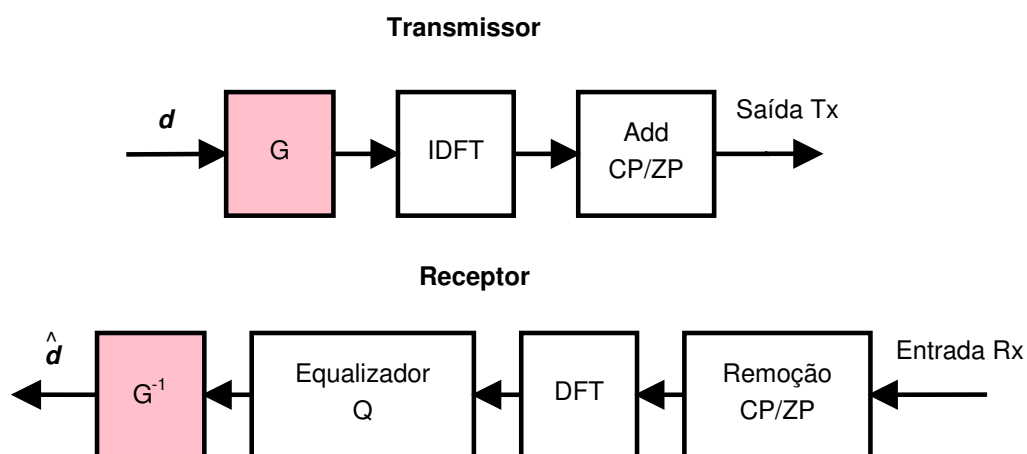 Transmissor
d
G
IDFT
Add
CP/ZP
Saída Tx
Receptor
^
d
G⁻¹
Equalizador
Q
DFT
Remoção
CP/ZP
Entrada Rx